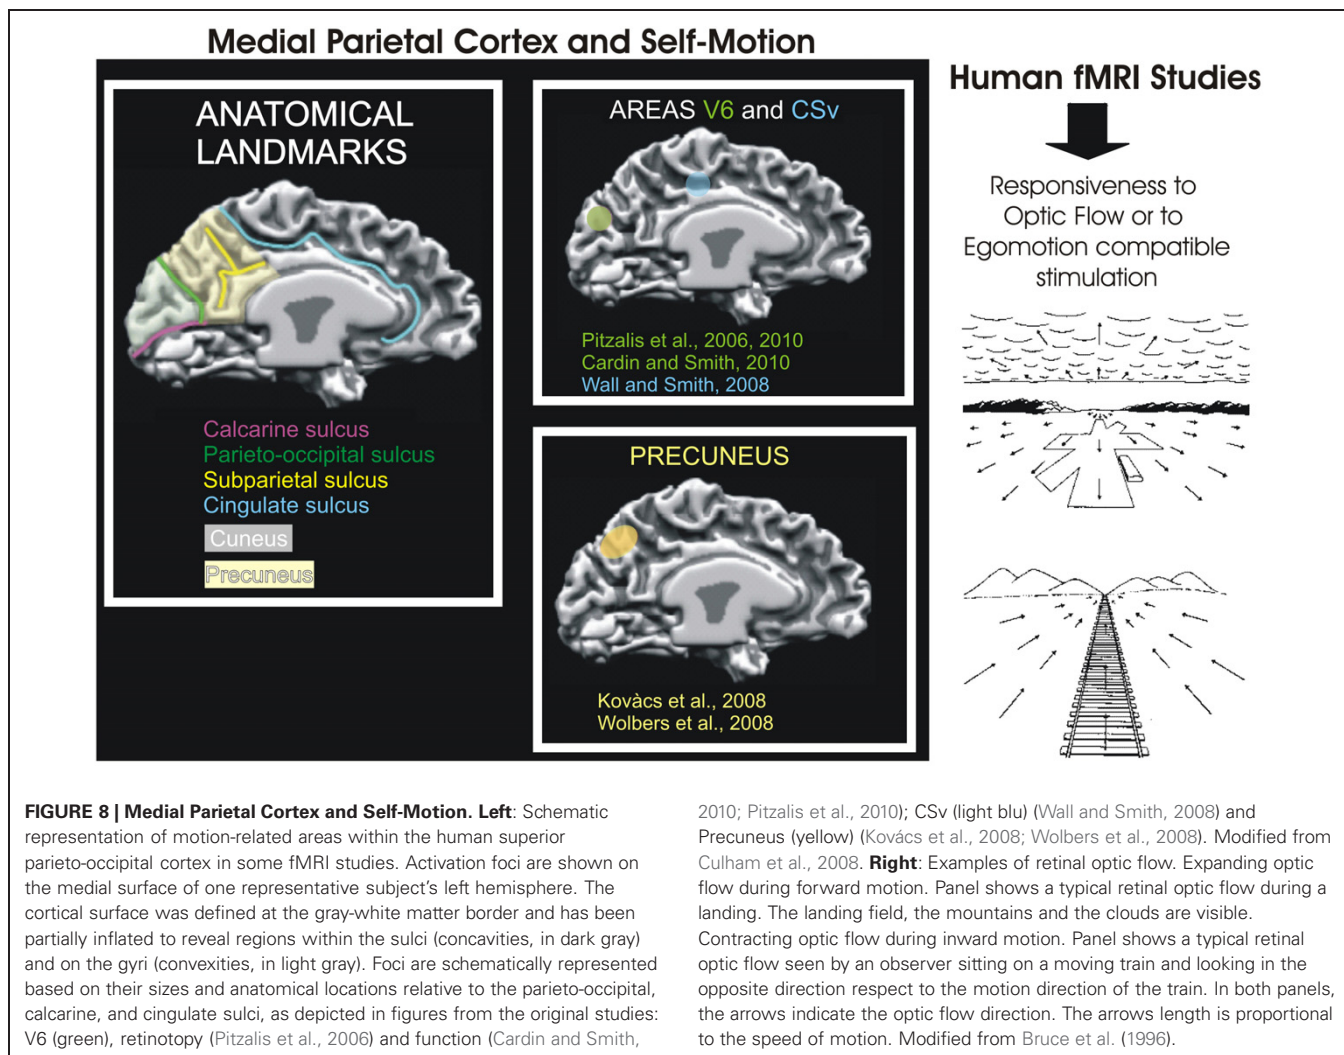 Medial Parietal Cortex and Self-Motion
ANATOMICAL
LANDMARKS
Calcarine sulcus
Parieto-occipital sulcus
Subparietal sulcus
Cingulate sulcus
Cuneus
Precuneus
AREAS V6 and CSv
Pitzalis et al., 2006, 2010
Cardin and Smith, 2010
Wall and Smith, 2008
PRECUNEUS
Kovàcs et al., 2008
Wolbers et al., 2008
Human fMRI Studies
Responsiveness to
Optic Flow or to
Egomotion compatible
stimulation
FIGURE 8 | Medial Parietal Cortex and Self-Motion. Left: Schematic
representation of motion-related areas within the human superior
parieto-occipital cortex in some fMRI studies. Activation foci are shown on
the medial surface of one representative subject's left hemisphere. The
cortical surface was defined at the gray-white matter border and has been
partially inflated to reveal regions within the sulci (concavities, in dark gray)
and on the gyri (convexities, in light gray). Foci are schematically represented
based on their sizes and anatomical locations relative to the parieto-occipital,
calcarine, and cingulate sulci, as depicted in figures from the original studies:
V6 (green), retinotopy (Pitzalis et al., 2006) and function (Cardin and Smith,
2010; Pitzalis et al., 2010); CSv (light blu) (Wall and Smith, 2008) and
Precuneus (yellow) (Kovács et al., 2008; Wolbers et al., 2008). Modified from
Culham et al., 2008. Right: Examples of retinal optic flow. Expanding optic
flow during forward motion. Panel shows a typical retinal optic flow during a
landing. The landing field, the mountains and the clouds are visible.
Contracting optic flow during inward motion. Panel shows a typical retinal
optic flow seen by an observer sitting on a moving train and looking in the
opposite direction respect to the motion direction of the train. In both panels,
the arrows indicate the optic flow direction. The arrows length is proportional
to the speed of motion. Modified from Bruce et al. (1996).